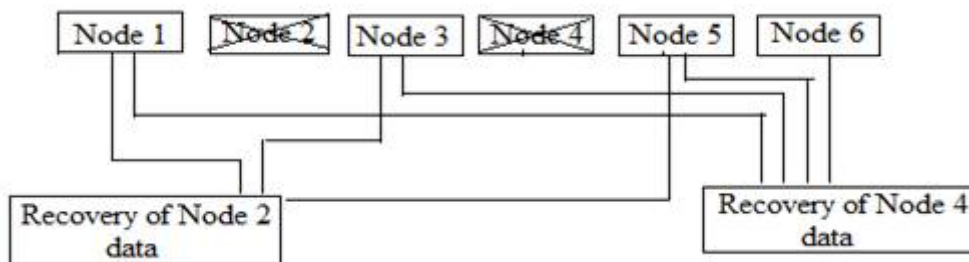 Node 1 Node 2 Node 3 Node 4 Node 5 Node 6
Recovery of Node 2
data
Recovery of Node 4
data